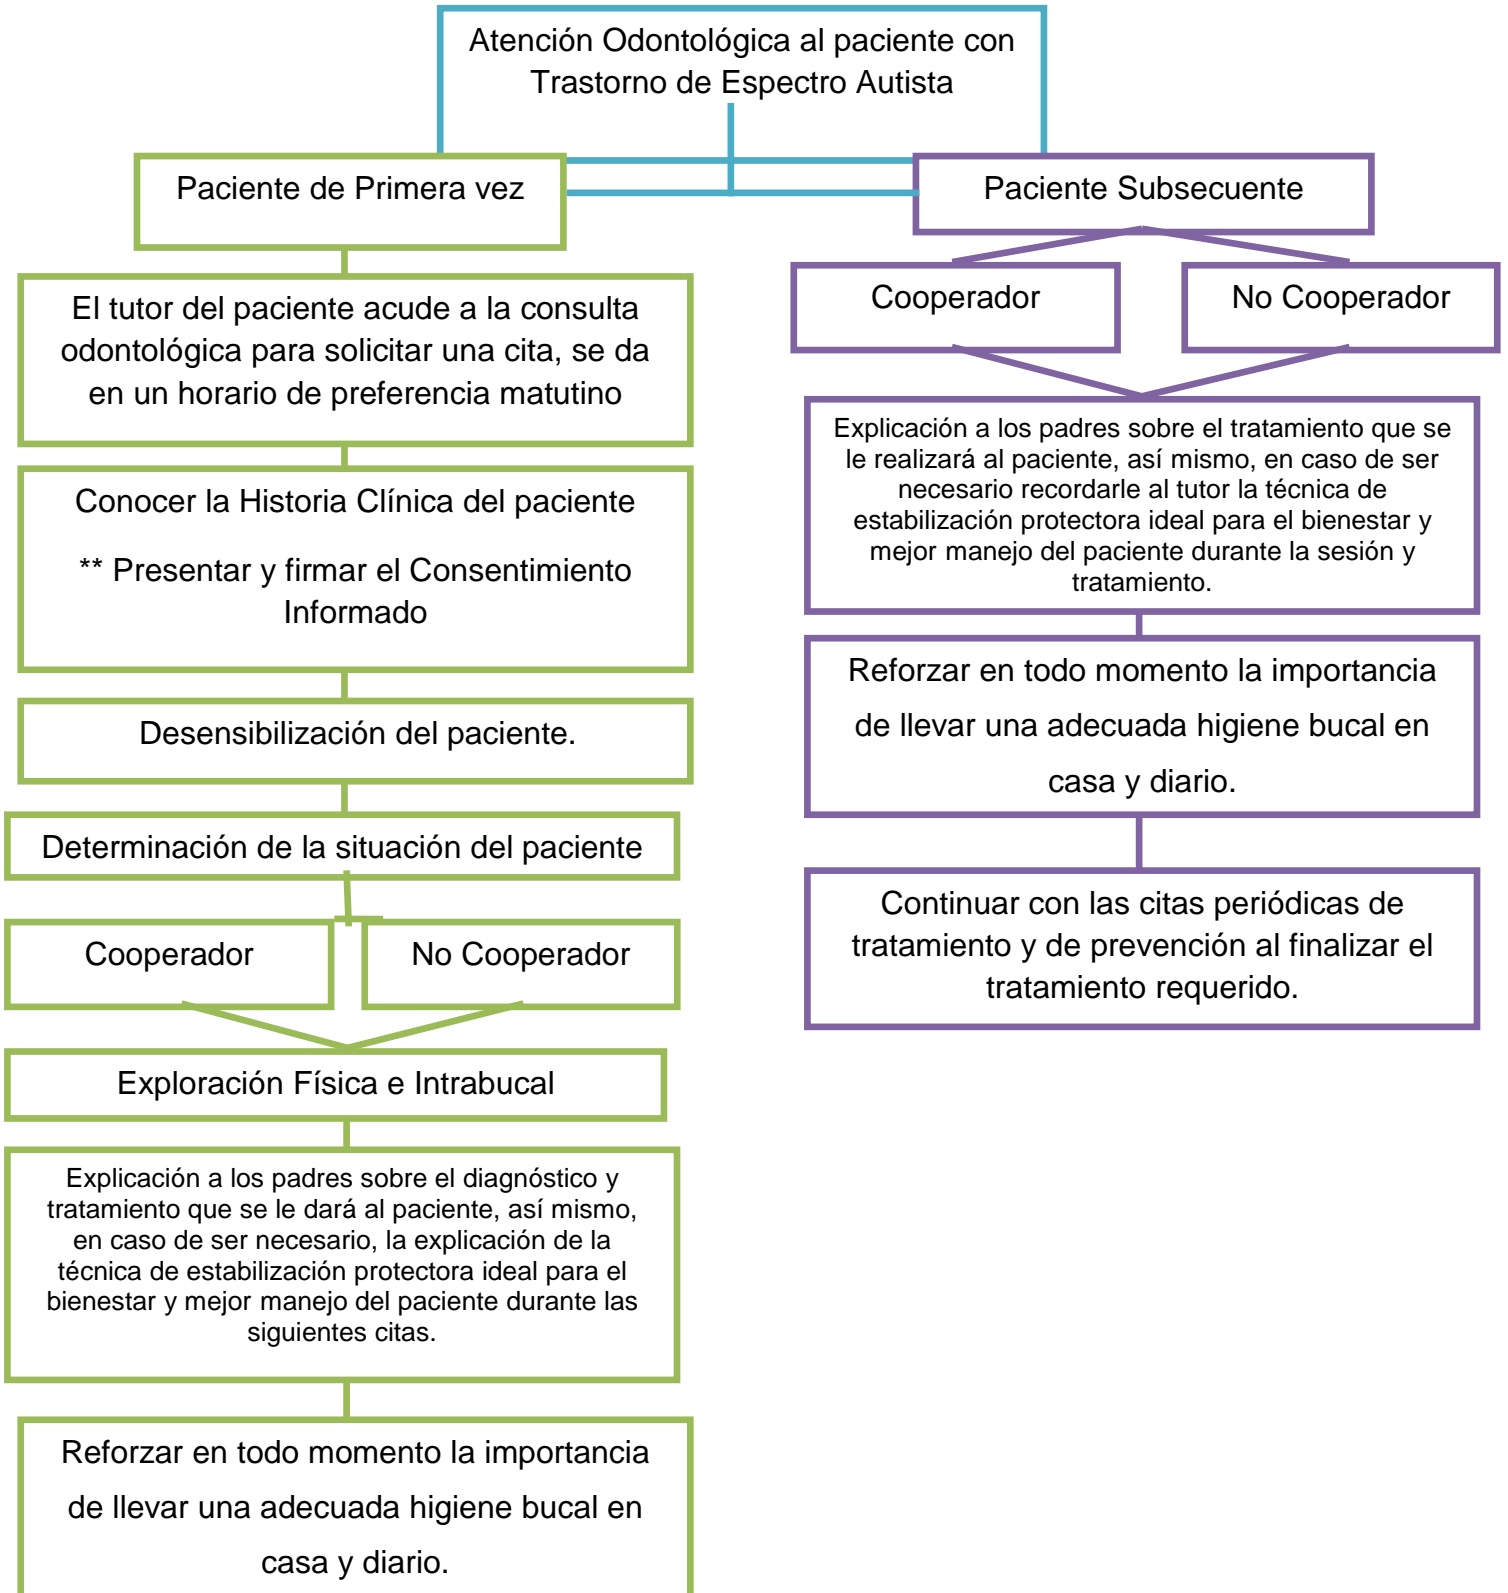 Atención Odontológica al paciente con
Trastorno de Espectro Autista
Paciente de Primera vez
El tutor del paciente acude a la consulta
odontológica para solicitar una cita, se da
en un horario de preferencia matutino
Conocer la Historia Clínica del paciente
** Presentar y firmar el Consentimiento
Informado
Desensibilización del paciente.
Determinación de la situación del paciente
Cooperador
No Cooperador
Exploración Física e Intrabucal
Explicación a los padres sobre el diagnóstico y
tratamiento que se le dará al paciente, así mismo,
en caso de ser necesario, la explicación de la
técnica de estabilización protectora ideal para el
bienestar y mejor manejo del paciente durante las
siguientes citas.
Reforzar en todo momento la importancia
de llevar una adecuada higiene bucal en
casa y diario.
Paciente Subsecuente
Cooperador
No Cooperador
Explicación a los padres sobre el tratamiento que se
le realizará al paciente, así mismo, en caso de ser
necesario recordarle al tutor la técnica de
estabilización protectora ideal para el bienestar y
mejor manejo del paciente durante la sesión y
tratamiento.
Reforzar en todo momento la importancia
de llevar una adecuada higiene bucal en
casa y diario.
Continuar con las citas periódicas de
tratamiento y de prevención al finalizar el
tratamiento requerido.